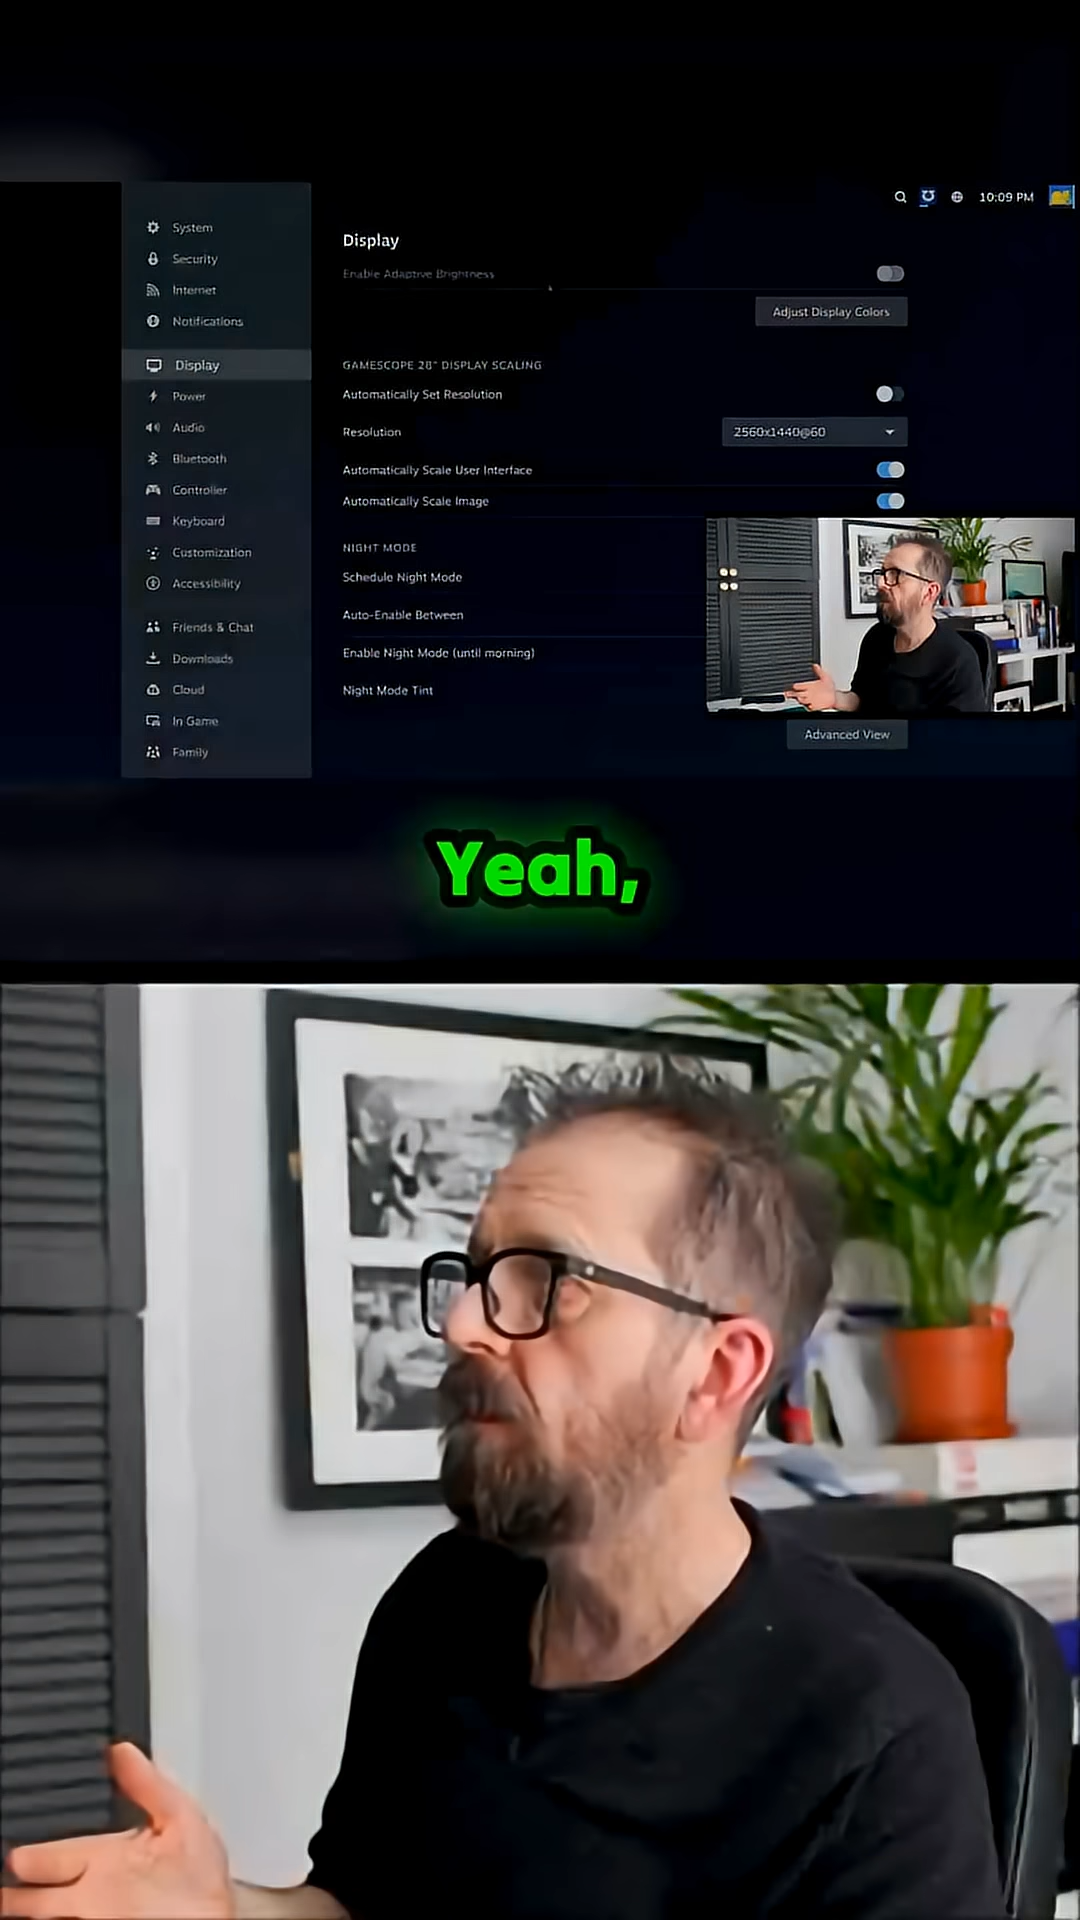 10:09 PM
System
Security
Internet
Notifications
Display
Power
Audio
Bluetooth
Controller
Keyboard
Customization
Accessibility
Friends & Chat
Downloads
Cloud
In Game
Family
Display
Enable Adaptive Brightness
Adjust Display Colors
GAMESCOPE 28" DISPLAY SCALING
Automatically Set Resolution
Resolution
2560x1440@60
Automatically Scale User Interface
Automatically Scale Image
NIGHT MODE
Schedule Night Mode
Auto-Enable Between
Enable Night Mode (until morning)
Night Mode Tint
Advanced View
Yeah,